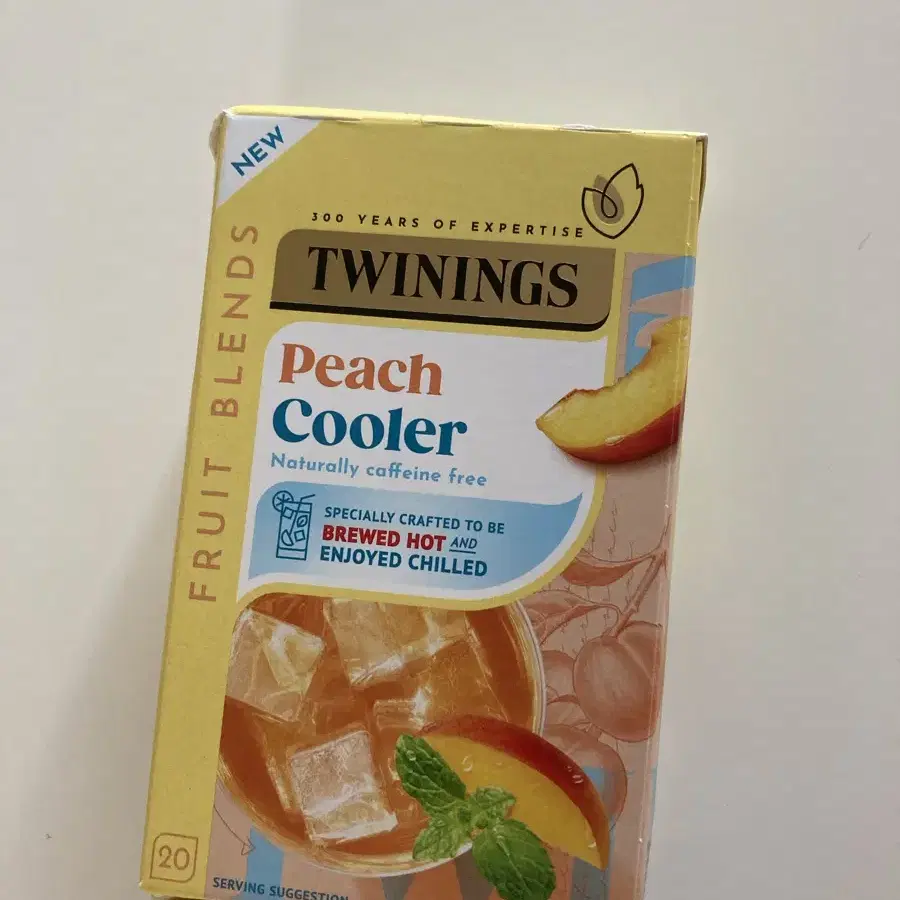 NEW
300 YEARS OF EXPERTISE
TWININGS
FRUIT BLENDS
Peach
Cooler
Naturally caffeine free
SPECIALLY CRAFTED TO BE
BREWED HOT AND
ENJOYED CHILLED
20
SERVING SUGGESTION